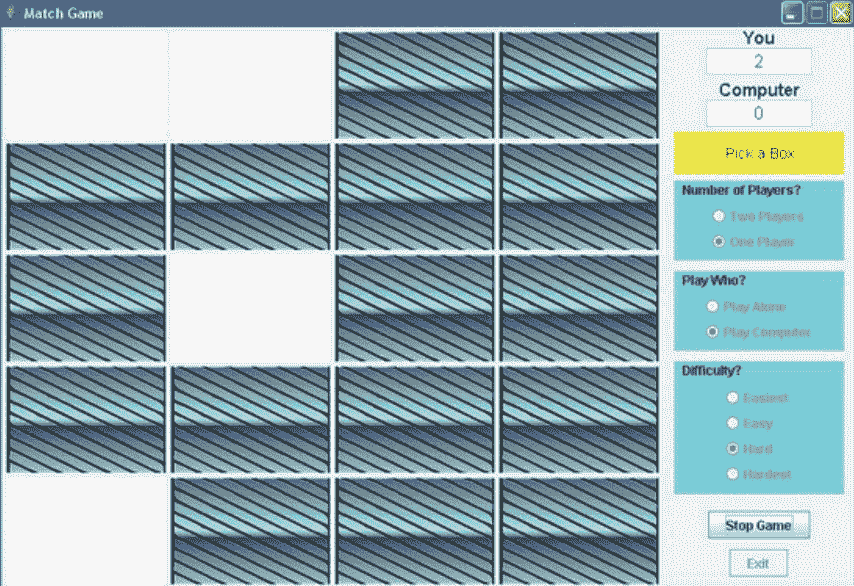 Match Game
You
2
Computer
0
Pick a Box
Number of Players?
Two Players
One Player
Play Who?
Play Alone
Play Computer
Difficulty?
Easiest
Easy
Hard
Hardest
Stop Game
Exit